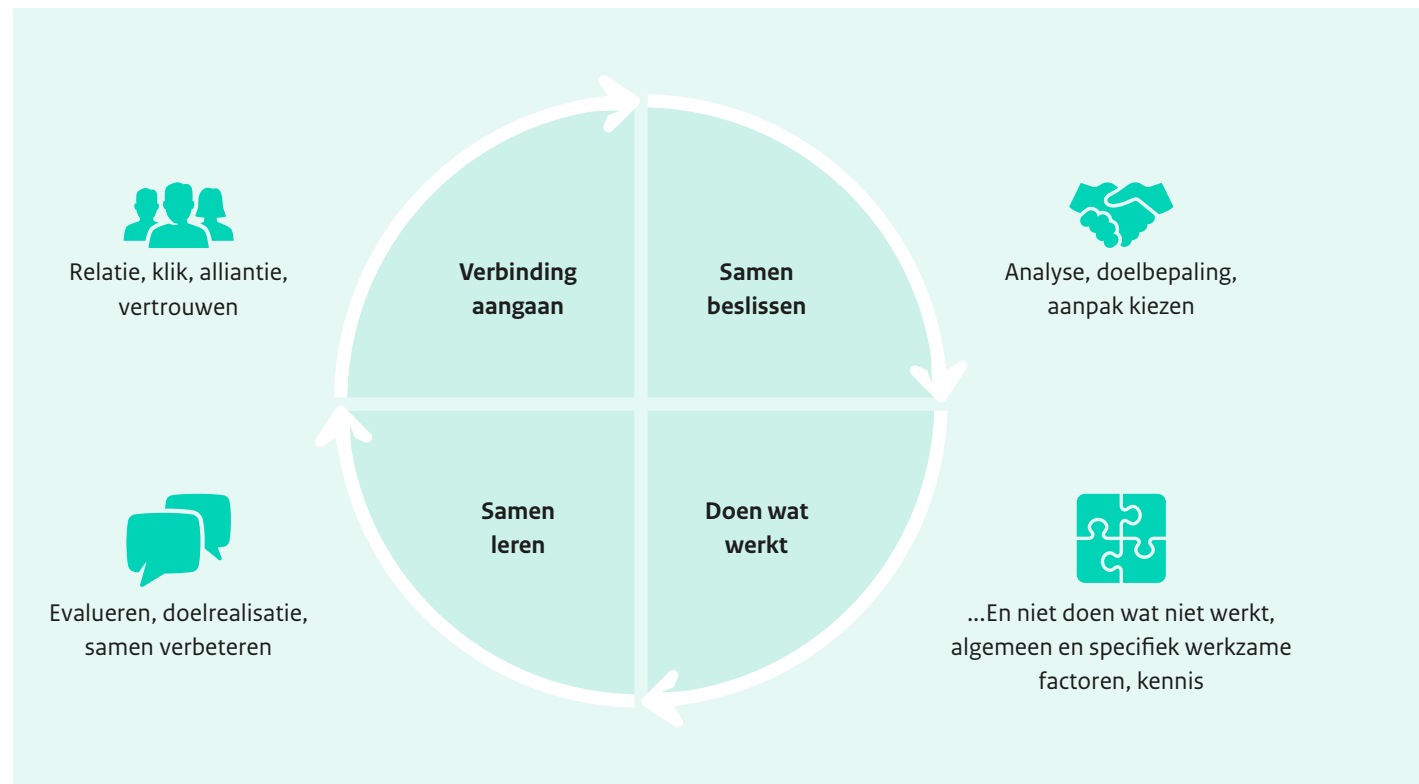 Relatie, klik, alliantie,
vertrouwen
Verbinding
aangaan
Samen
beslissen
Analyse, doelbepaling,
aanpak kiezen
Evalueren, doelrealisatie,
samen verbeteren
Samen
leren
Doen wat
werkt
...En niet doen wat niet werkt,
algemeen en specifiek werkzame
factoren, kennis